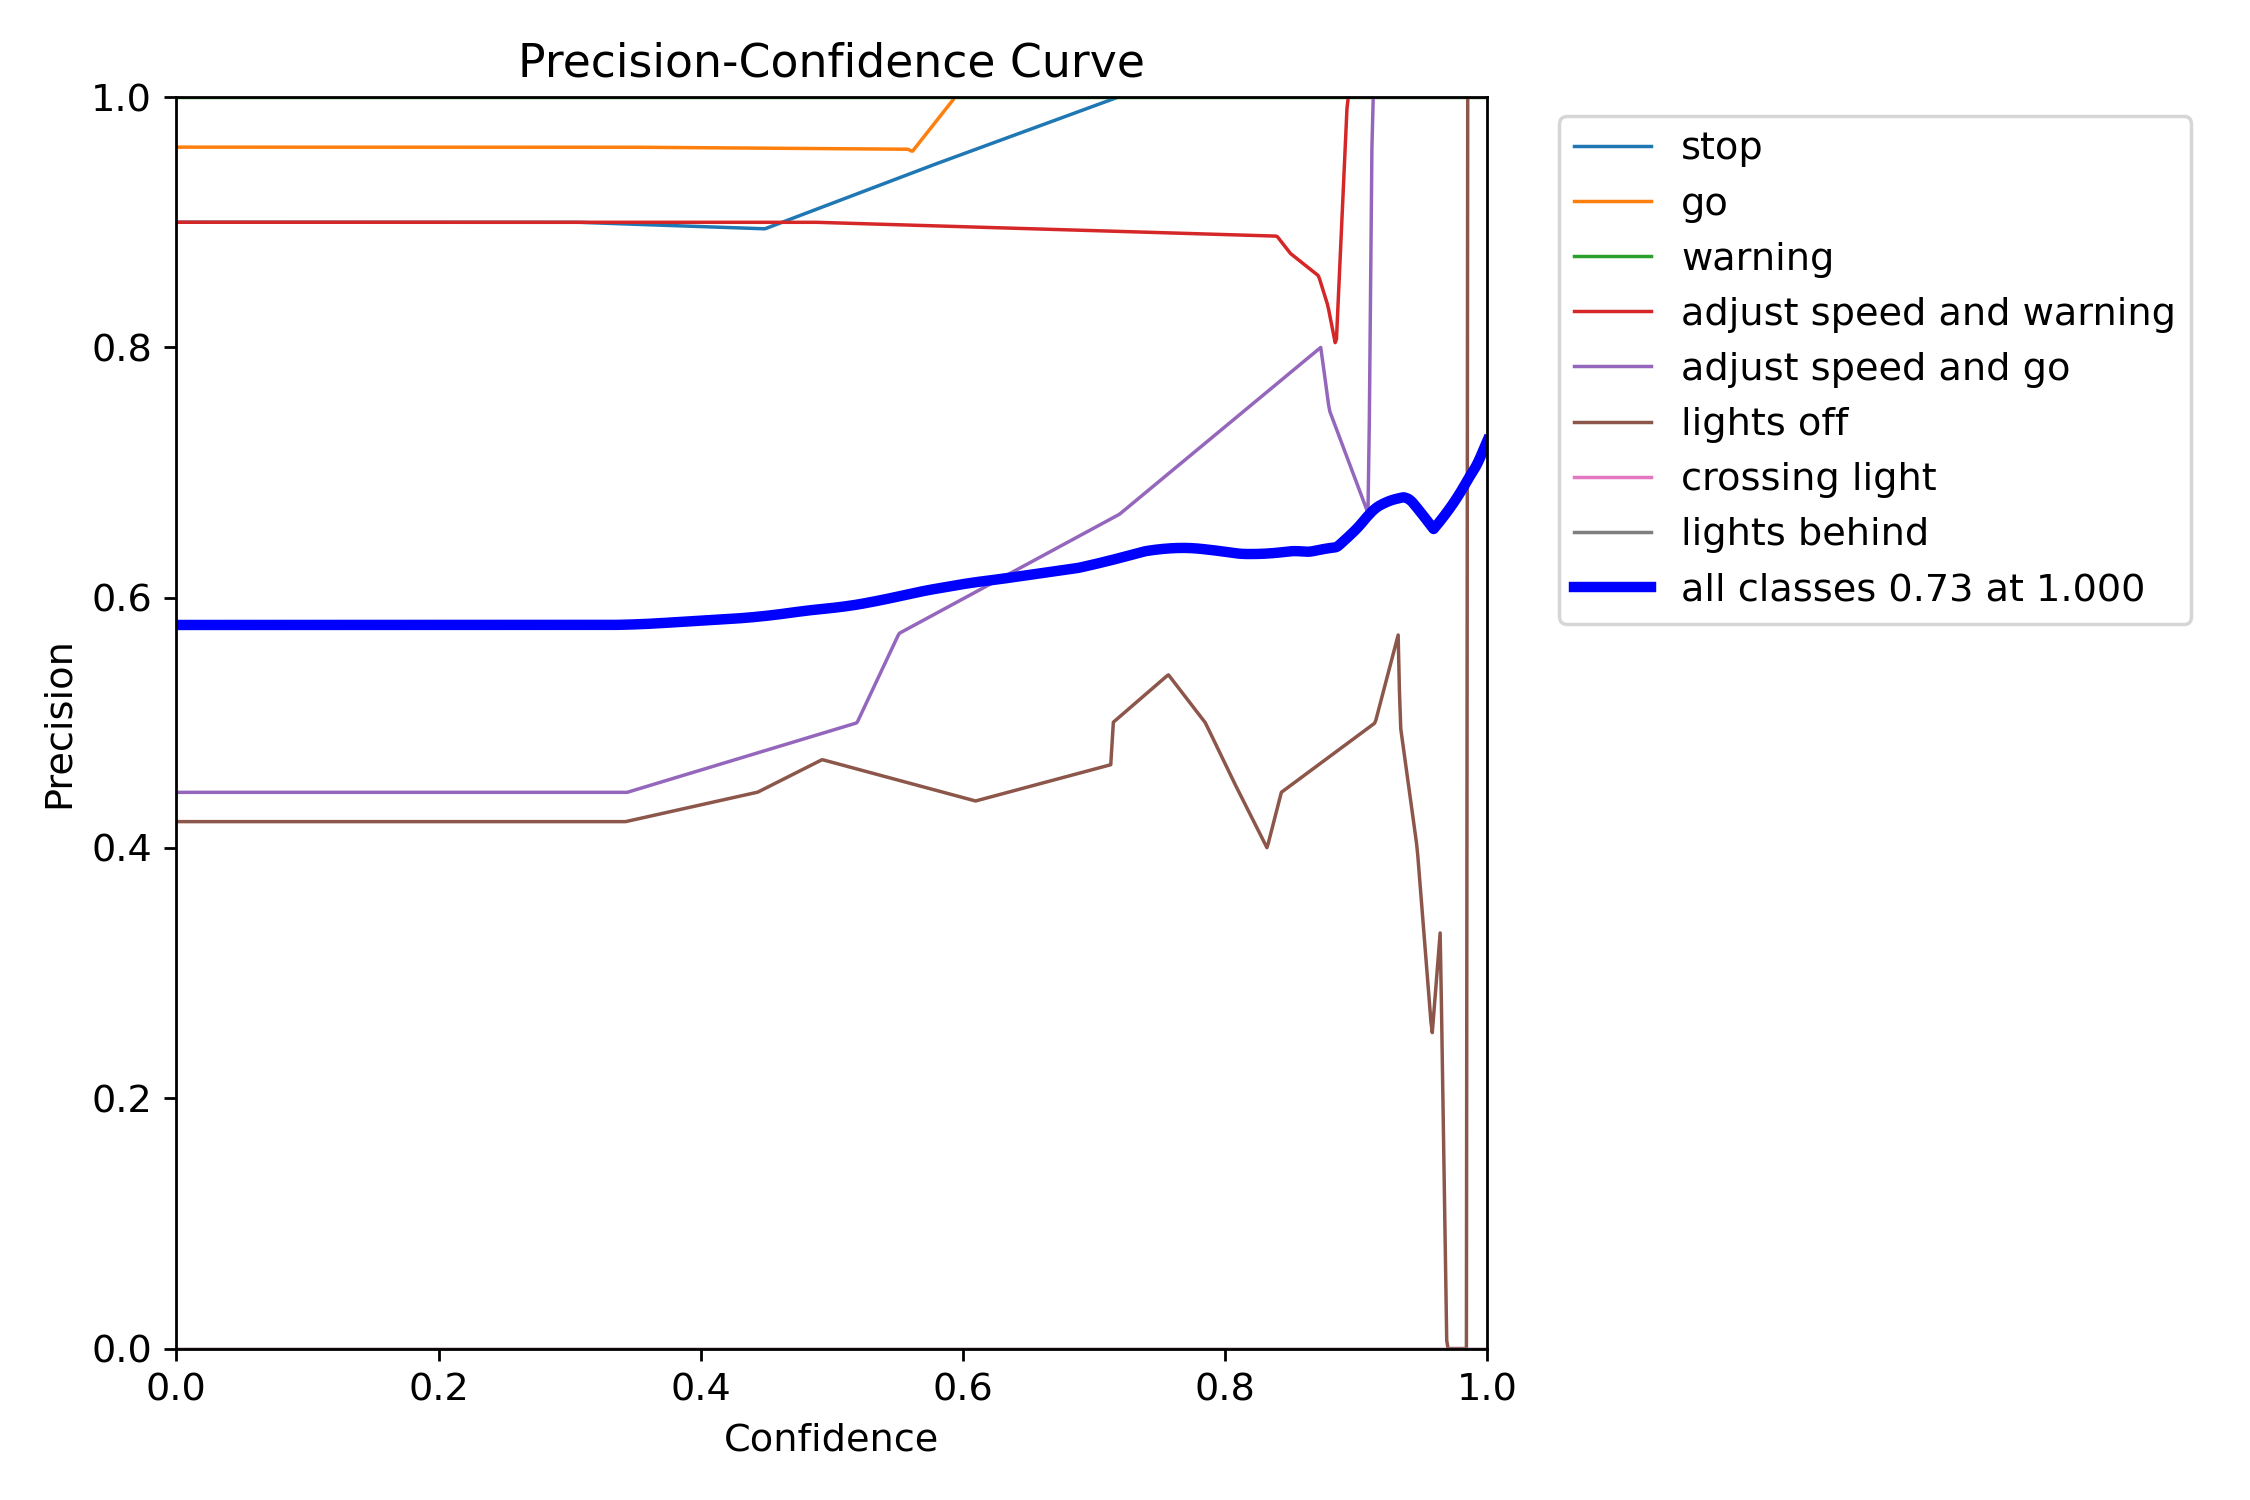 Precision-Confidence Curve
1.0
0.8
0.6
0.4
0.2
0.0
Precision
0.0 0.2 0.4 0.6 0.8 1.0
Confidence
stop
go
warning
adjust speed and warning
adjust speed and go
lights off
crossing light
lights behind
all classes 0.73 at 1.000